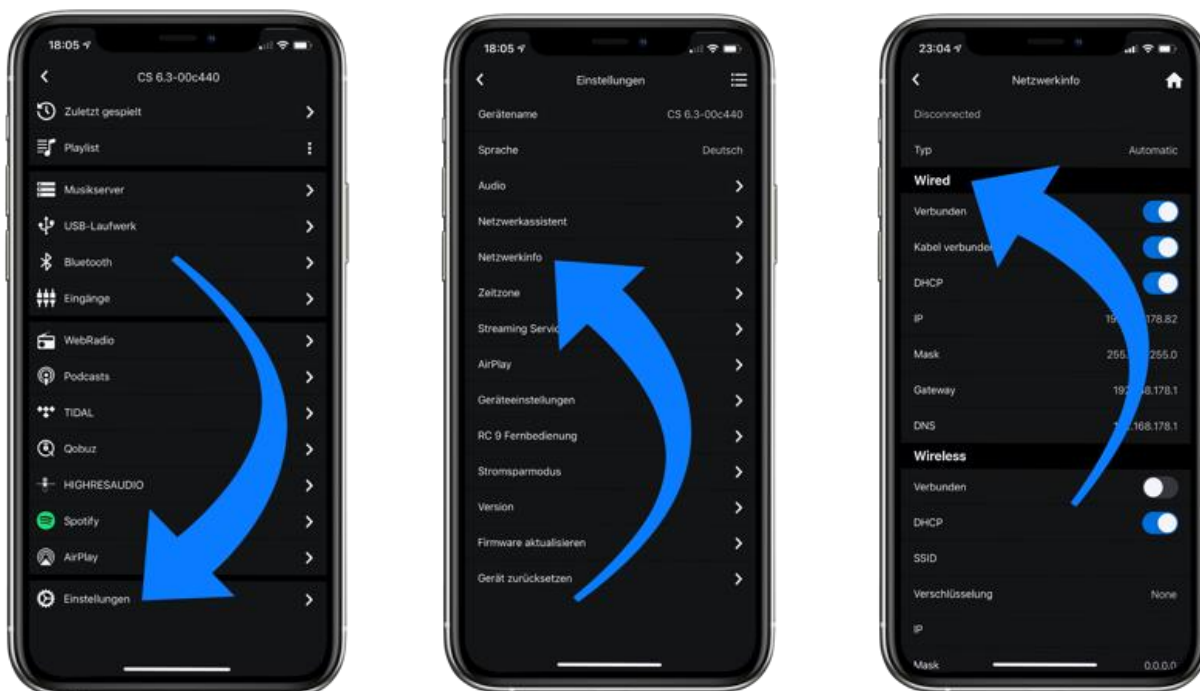 18:05
CS 6.3-00c440
Zuletzt gespielt
Playlist
Musikserver
USB-Laufwerk
Bluetooth
Eingänge
WebRadio
Podcasts
TIDAL
Qobuz
HIGHRESAUDIO
Spotify
AirPlay
Einstellungen
18:05
Einstellungen
Gerätename CS 6.3-00c440
Sprache Deutsch
Audio
Netzwerkassistent
Netzwerkinfo
Zeitzone
Streaming
AirPlay
Geräteeinstellungen
RC 9 Fernbedienung
Stromsparmodus
Version
Firmware aktualisieren
Gerät zurücksetzen
23:04
Netzwerkinfo
Disconnected
Typ Automatic
Wired
Verbunden
Kabel verbunden
DHCP
IP
Mask
Gateway
DNS
Wireless
Verbunden
DHCP
SSID
Verschlüsselung None
IP
Mask 0.0.0.0